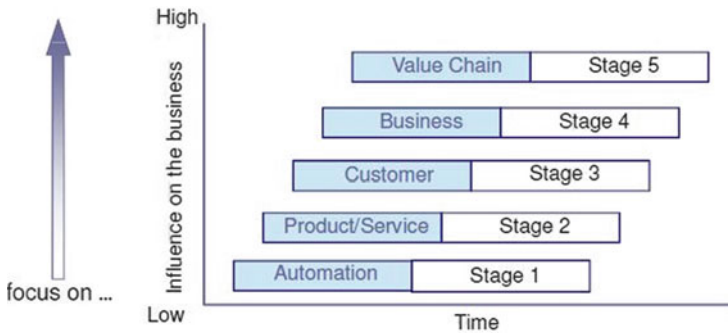 High
Value Chain Stage 5
Business Stage 4
Customer Stage 3
Product/Service Stage 2
Automation Stage 1
Influence on the business
focus on ...
Low
Time